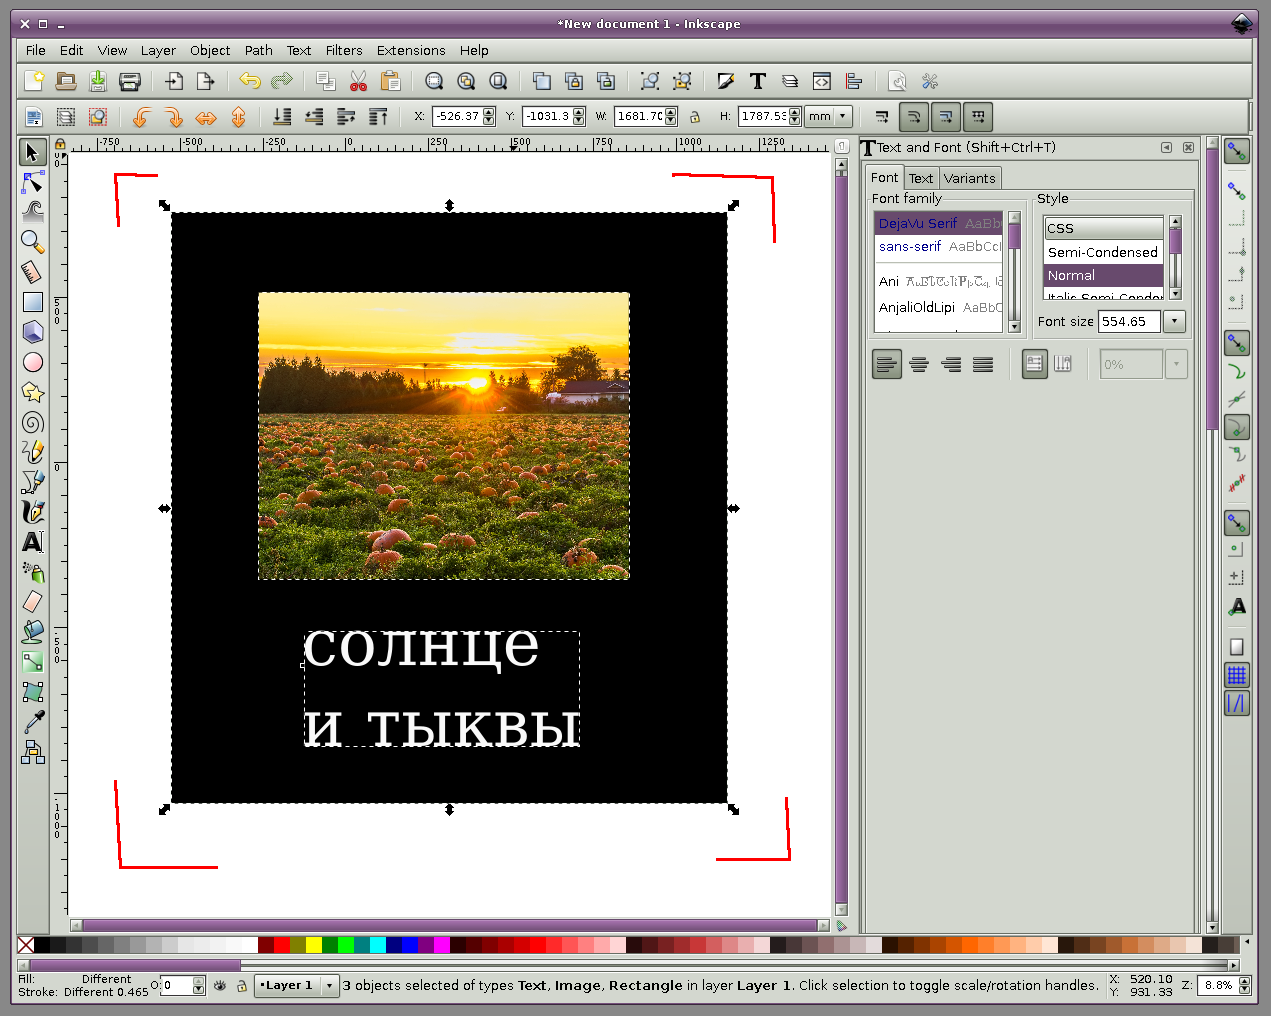 *New document 1 - Inkscape
File Edit View Layer Object Path Text Filters Extensions Help
X: -526.37 Y: -1031.3 W: 1681.70 H: 1787.53 mm
-750 -500 -250 0 250 500 750 1000 1250
Text and Font (Shift+Ctrl+T)
Font Text Variants
Font family Style
DejaVu Serif AaBb
CSS
sans-serif AaBbCcI
Semi-Condensed
Normal
Ani
AnjaliOldLipi AaBbC
Italic Semi-Conden
Font size 554.65
0%
солнце
и тыквы
Fill: Different
Stroke: Different 0.465
O: 0
•Layer 1
3 objects selected of types Text, Image, Rectangle in layer Layer 1. Click selection to toggle scale/rotation handles.
X: 520.10
Y: 931.33
Z: 8.8%